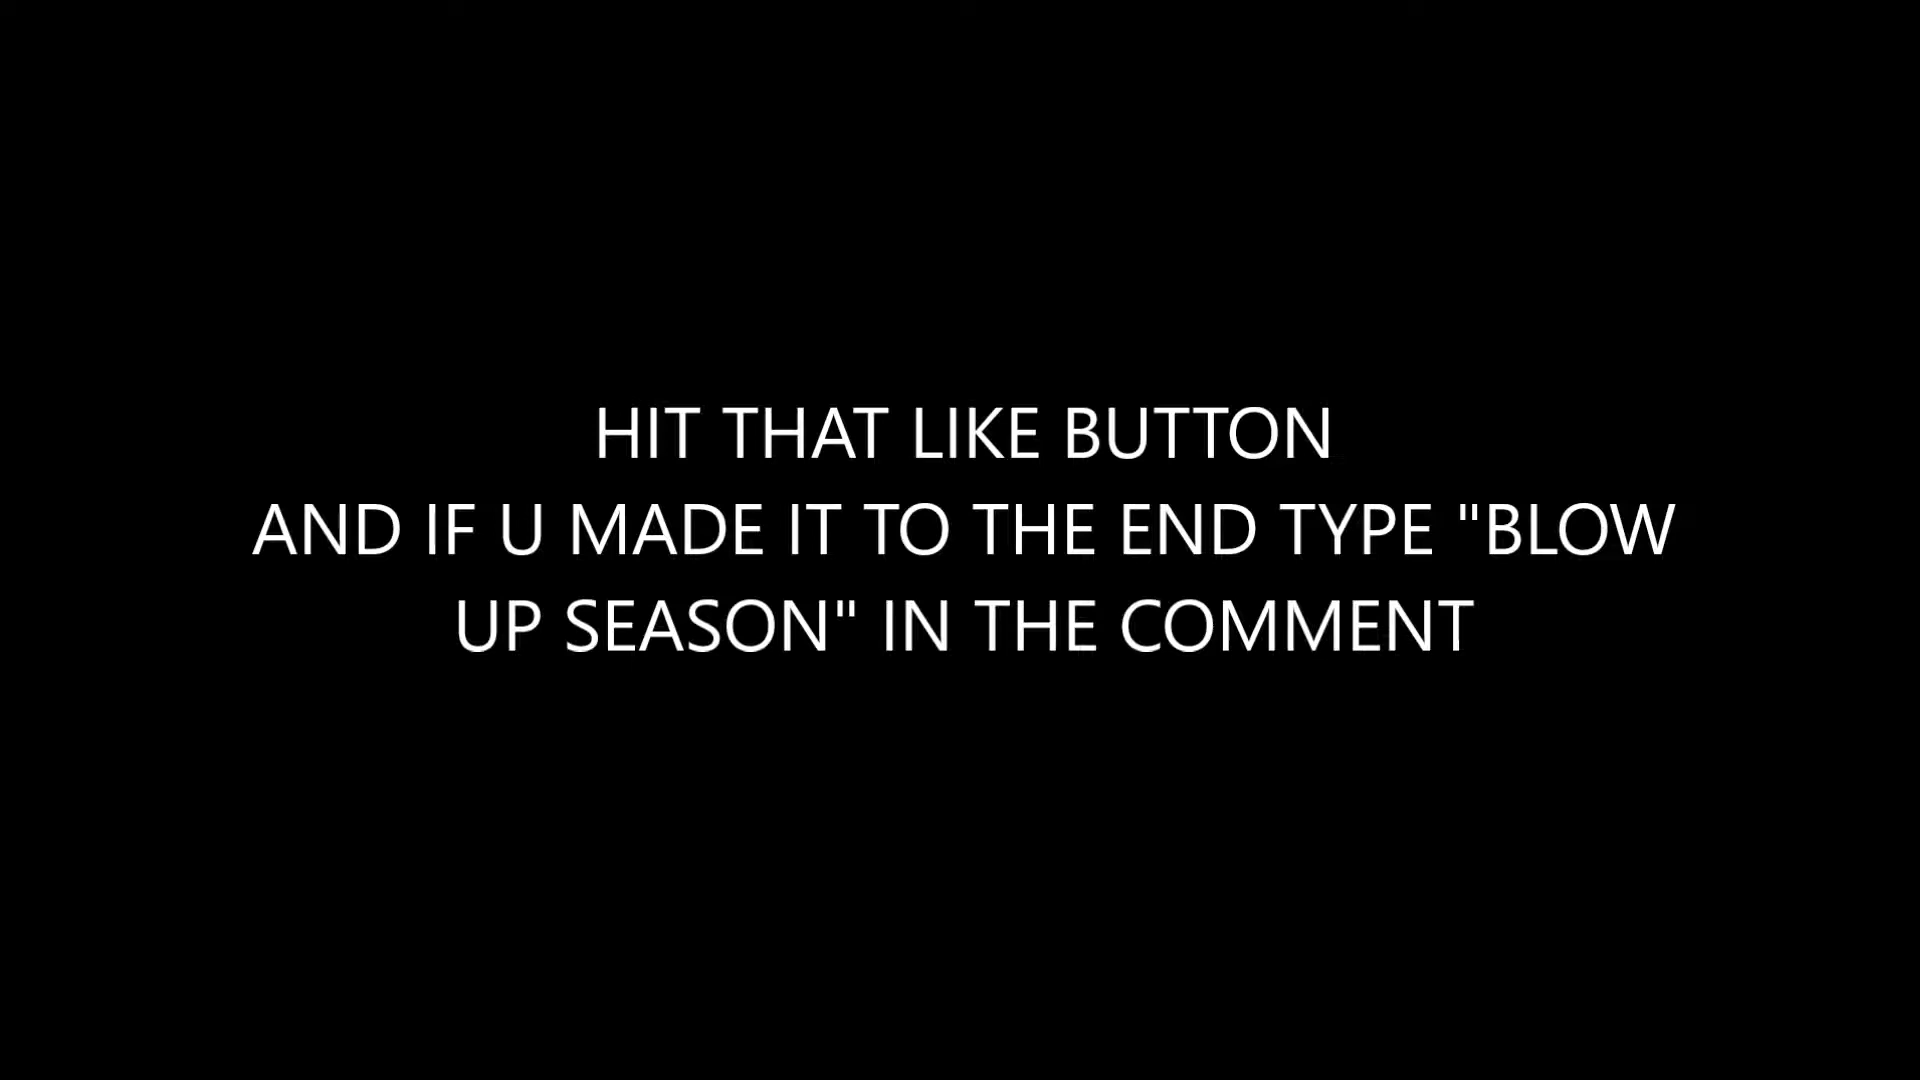 HIT THAT LIKE BUTTON
AND IF U MADE IT TO THE END TYPE "BLOW
UP SEASON" IN THE COMMENT